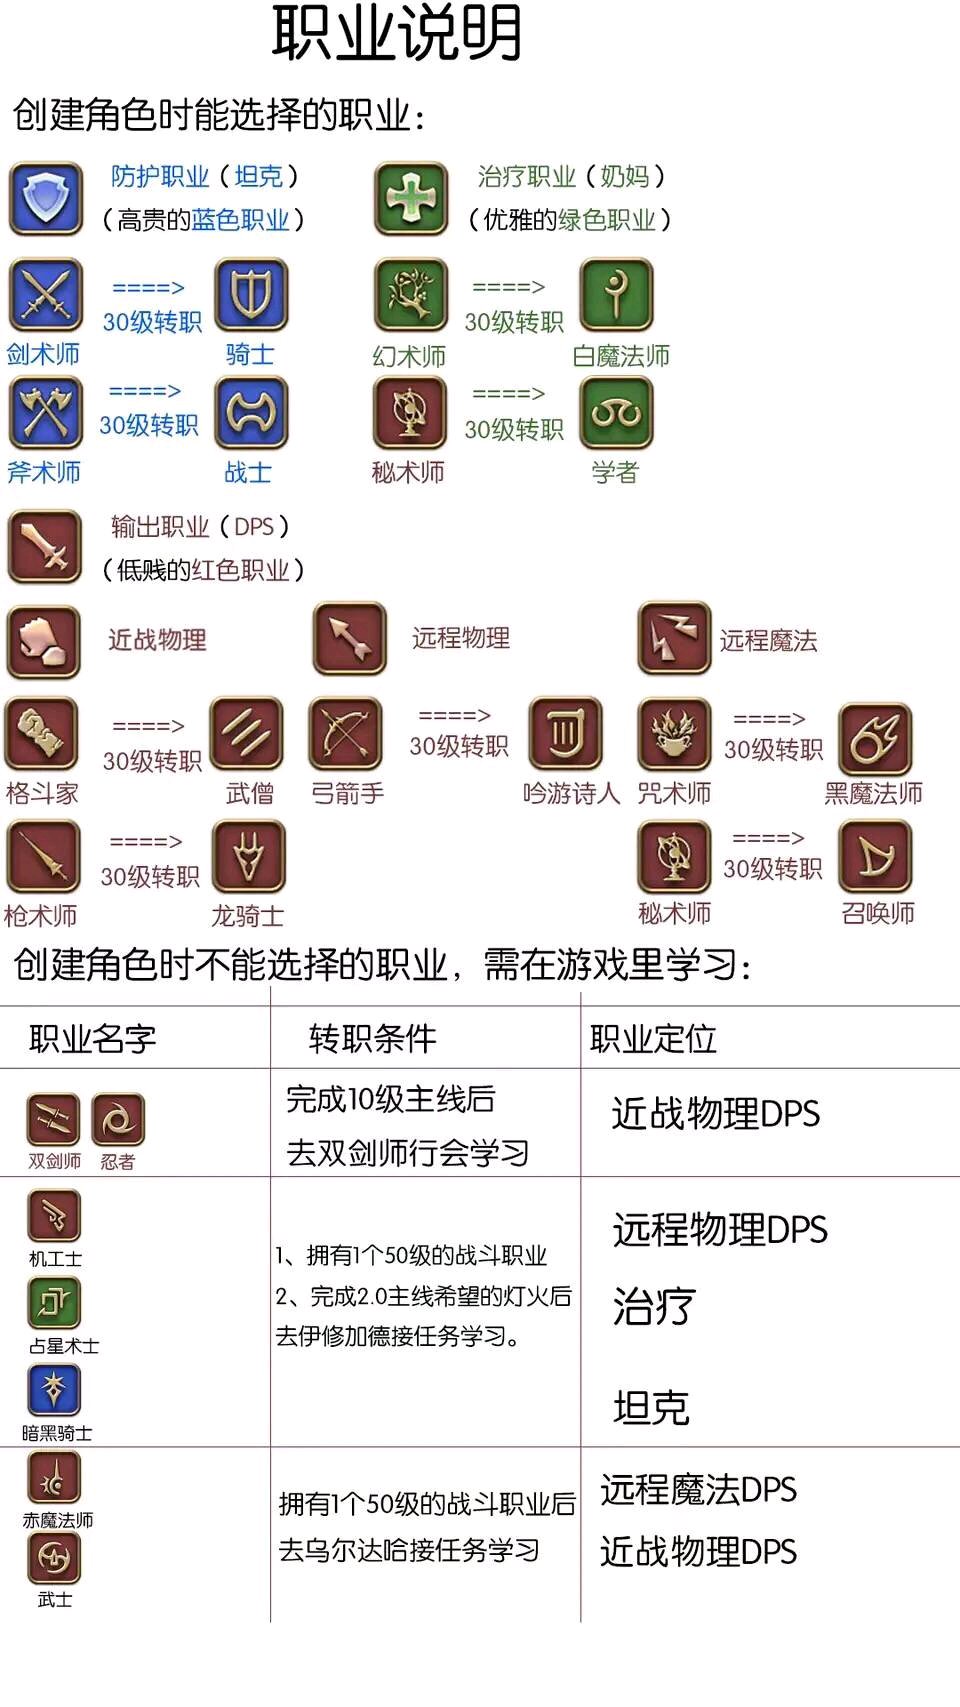 职业说明
创建角色时能选择的职业：
防护职业（坦克） 治疗职业（奶妈）
（高贵的蓝色职业） （优雅的绿色职业）
====> ====>
30级转职 30级转职
剑术师 骑士 幻术师 白魔法师
====> ====>
30级转职 30级转职
斧术师 战士 秘术师 学者
输出职业（DPS）
（低贱的红色职业）
近战物理 远程物理 远程魔法
====> ====> ====>
30级转职 30级转职 30级转职
格斗家 武僧 弓箭手 吟游诗人 咒术师 黑魔法师
====> ====>
30级转职 30级转职
枪术师 龙骑士 秘术师 召唤师
创建角色时不能选择的职业，需在游戏里学习：
职业名字 转职条件 职业定位
完成10级主线后
去双剑师行会学习
近战物理DPS
双剑师 忍者
机工士
占星术士
暗黑骑士
1、拥有1个50级的战斗职业
2、完成2.0主线希望的灯火后
去伊修加德接任务学习。
远程物理DPS
治疗
坦克
赤魔法师
武士
拥有1个50级的战斗职业后
去乌尔达哈接任务学习
远程魔法DPS
近战物理DPS